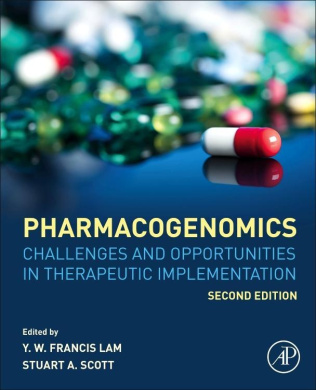 PHARMACOGENOMICS
CHALLENGES AND OPPORTUNITIES
IN THERAPEUTIC IMPLEMENTATION
SECOND EDITION
Edited by
Y. W. FRANCIS LAM
STUART A. SCOTT
AP